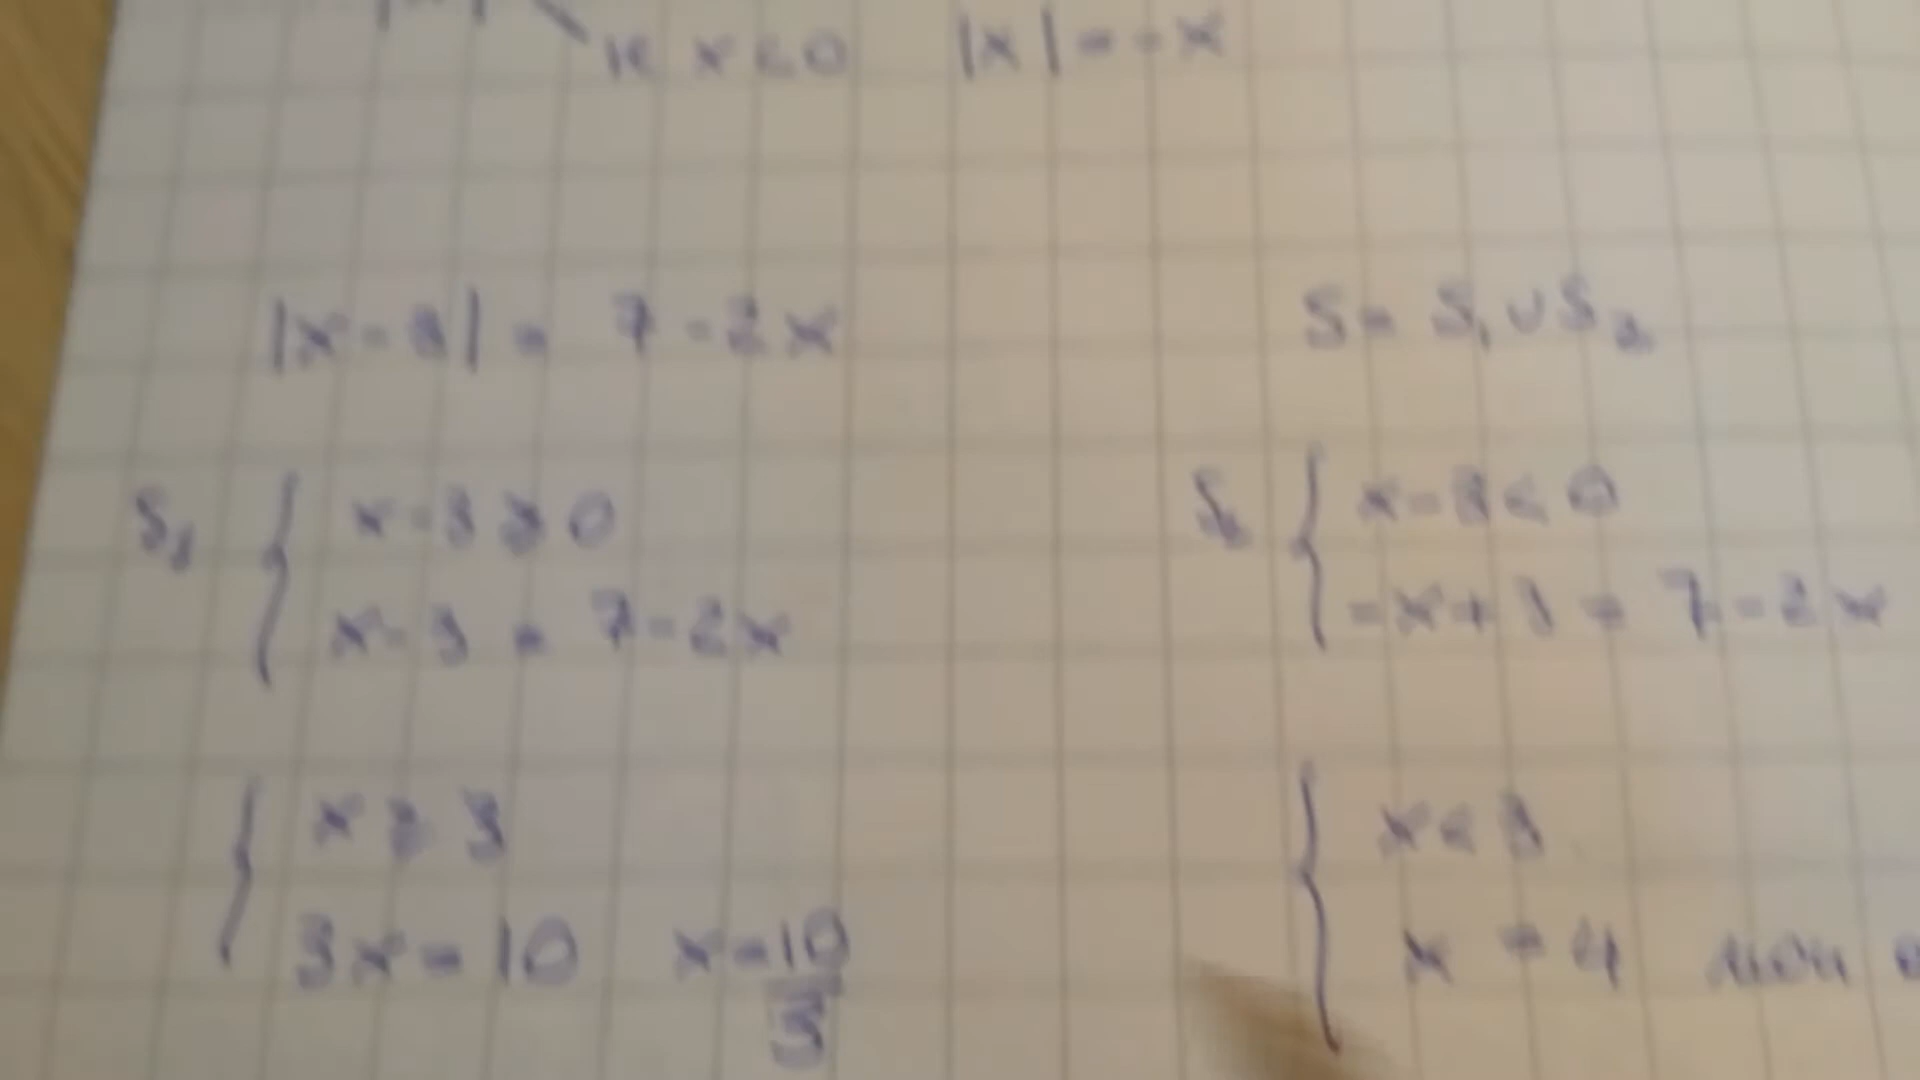 x < 0 |x| = -x
|x-3| = 7-2x S = S₁ ∪ S₂
S₁ { x-3 ≥ 0
x-3 = 7-2x
S₂ { x-3 < 0
-x+3 = 7-2x
{ x ≥ 3
3x = 10 x = 10/3
{ x < 3
x = 4 non